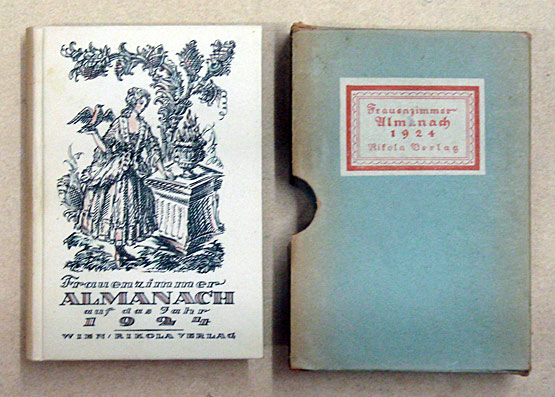 Frauenzimmer
ALMANACH
auf das Jahr
1924
WIEN/RIKOLA VERLAG
Frauenzimmer
Almanach
1924
Rikola Verlag